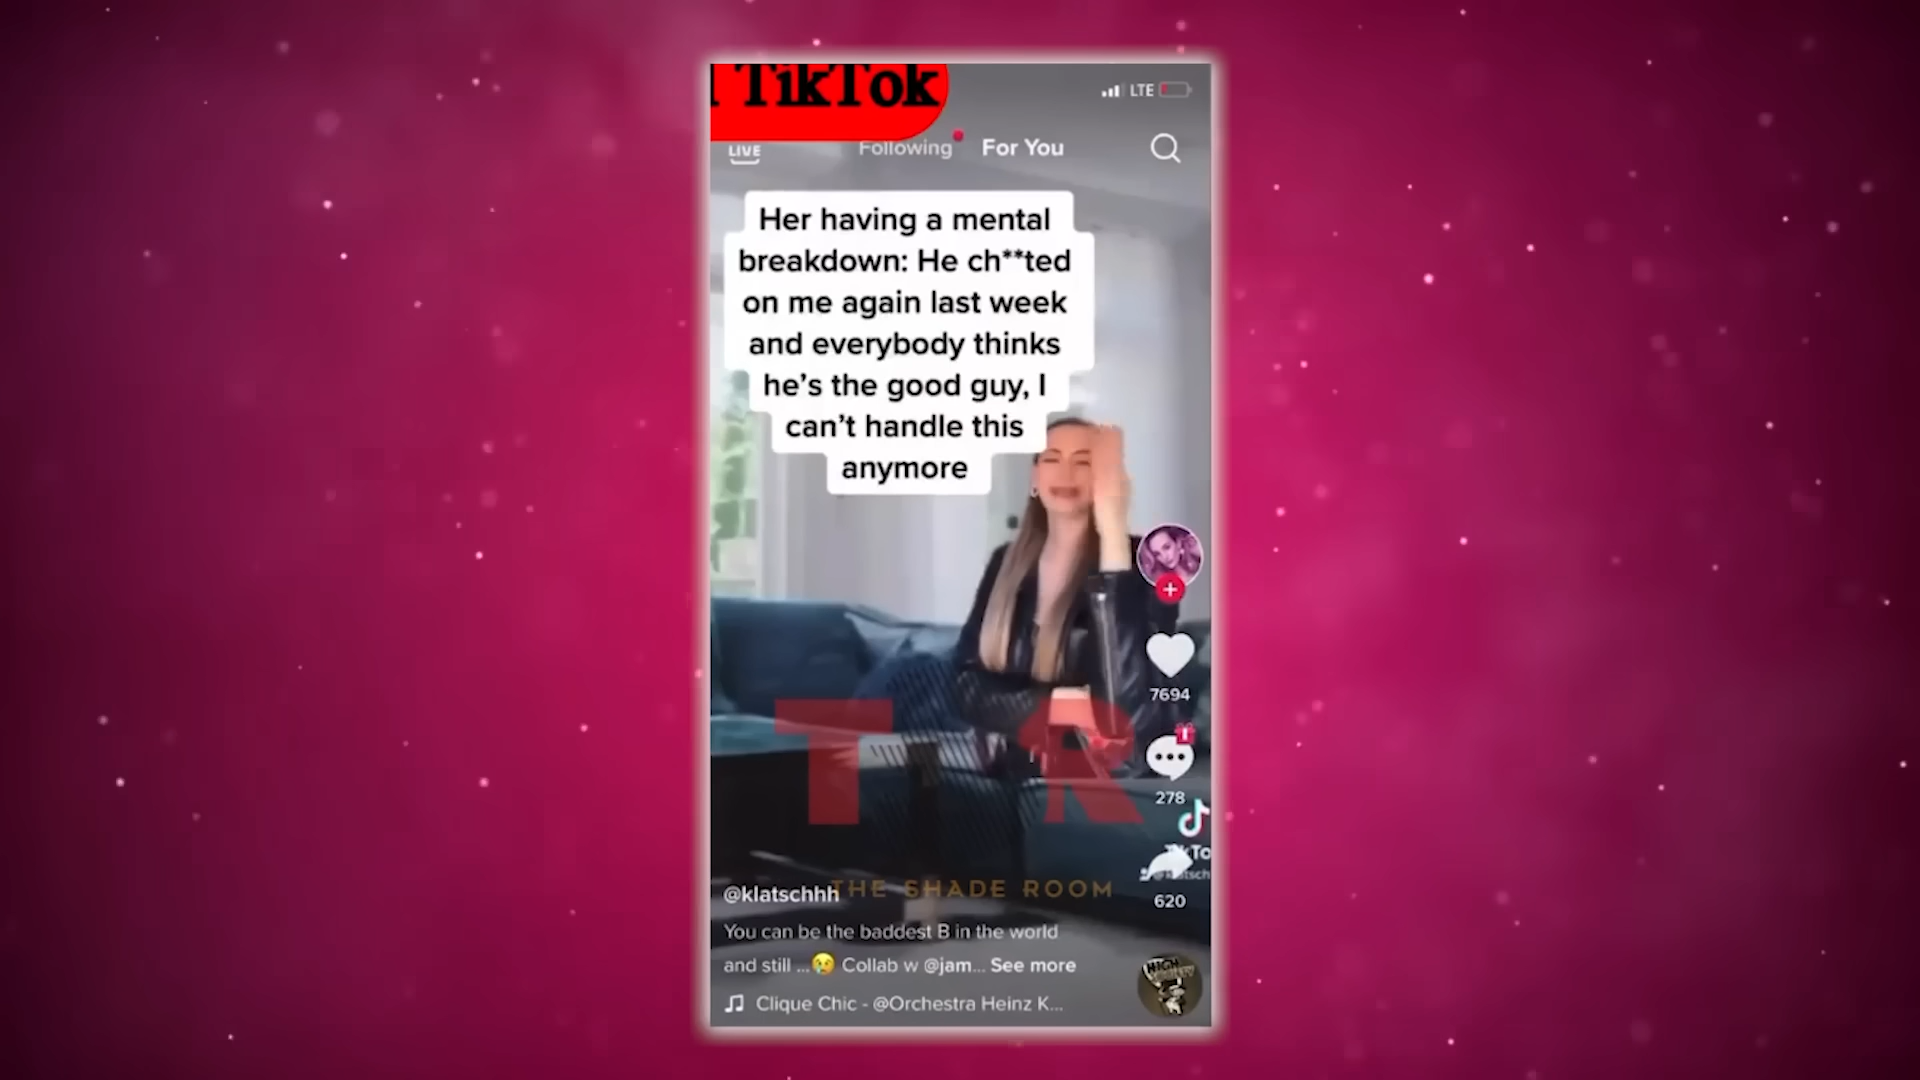 TikTok
LTE
LIVE
Following
For You
Her having a mental
breakdown: He ch**ted
on me again last week
and everybody thinks
he's the good guy, I
can't handle this
anymore
7694
278
620
T R
THE SHADE ROOM
@klatschhh
You can be the baddest B in the world
and still ...😢 Collab w @jam... See more
Clique Chic - @Orchestra Heinz K...
HIGH